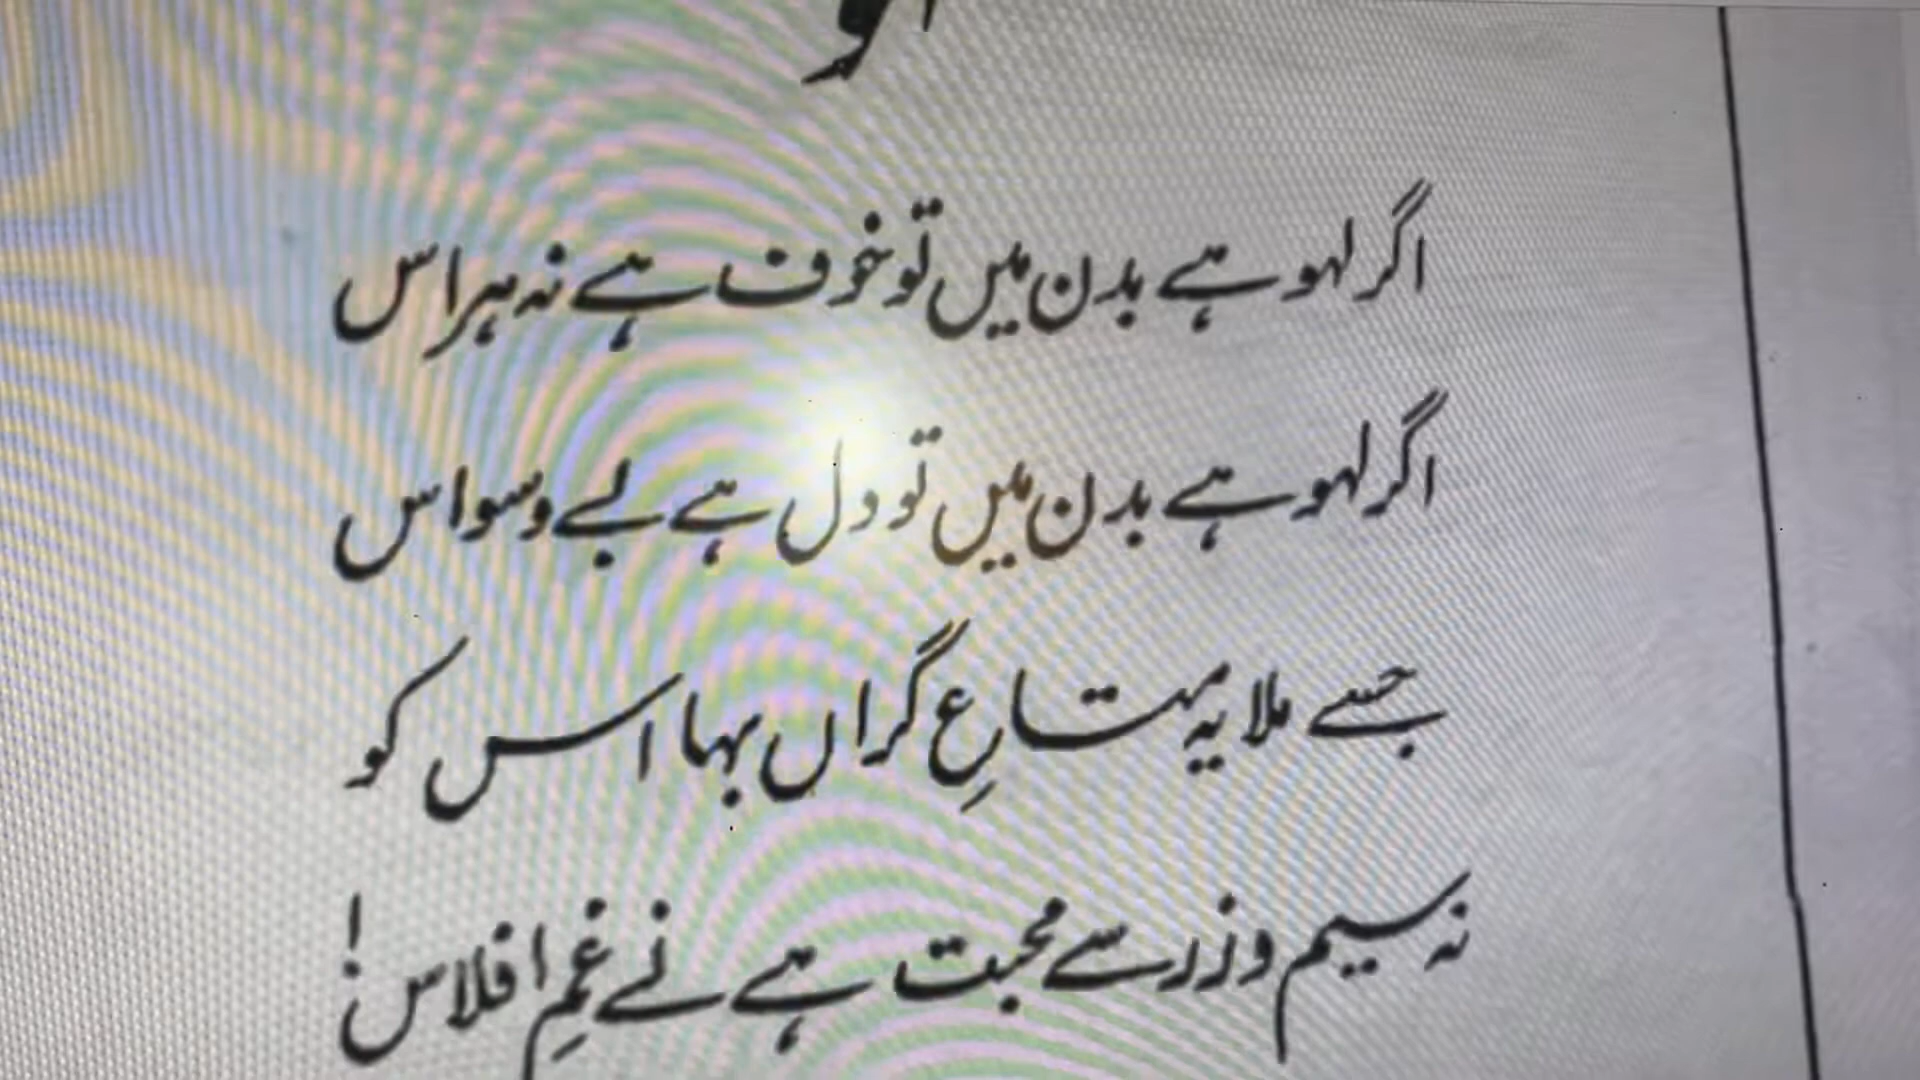 اگر لہو ہے بدن میں تو خوف ہے نہ ہراس
اگر لہو ہے بدن میں تو دل ہے بے وسواس
جسے ملا یہ متاعِ گراں بہا اس کو
نہ سیم و زر سے محبت ہے نے غمِ افلاس!